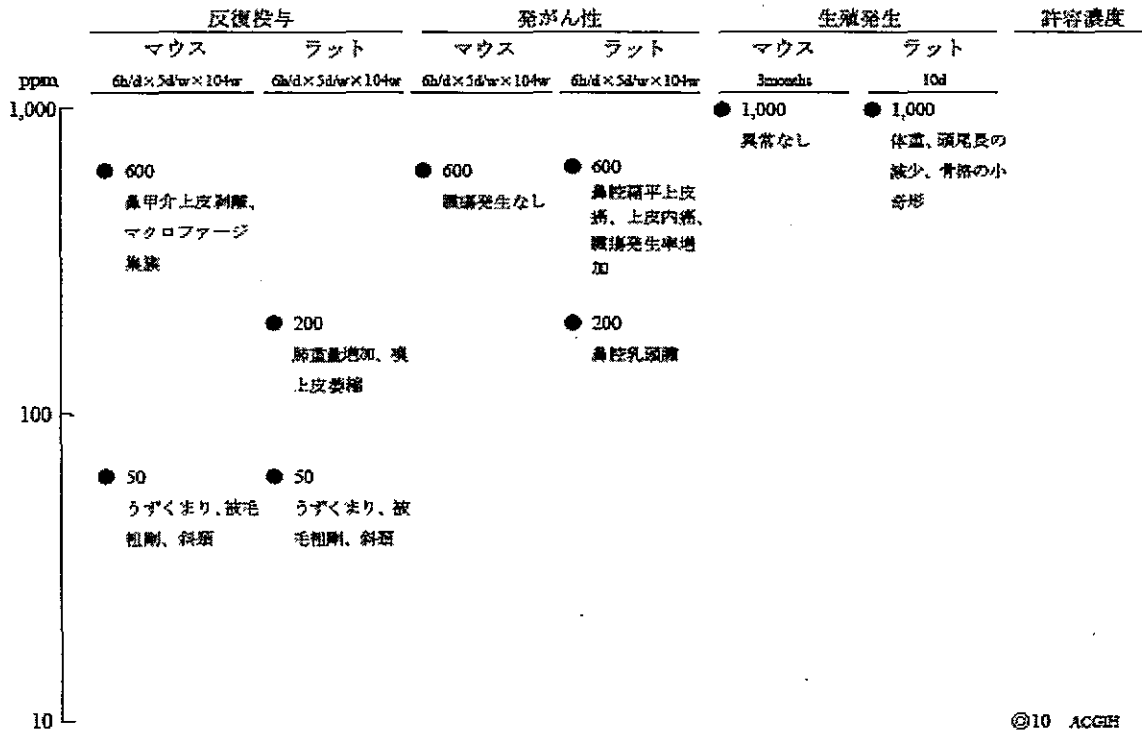 反復投与
発がん性
生殖発生
許容濃度
マウス
ラット
マウス
ラット
マウス
ラット
ppm
6h/d×5d/w×104w
6h/d×5d/w×104w
6h/d×5d/w×104w
6h/d×5d/w×104w
3months
10d
1,000
● 1,000
異常なし
● 1,000
体重、頭尾長の
減少、骨格の小
奇形
● 600
鼻甲介上皮剥離、
マクロファージ
集簇
● 600
腫瘍発生なし
● 600
鼻腔扁平上皮
癌、上皮内癌、
腫瘍発生率増
加
● 200
肺重量増加、嗅
上皮萎縮
● 200
鼻腔乳頭腫
100
● 50
うずくまり、被毛
粗剛、斜頸
● 50
うずくまり、被
毛粗剛、斜頸
10
◎10 ACGIH